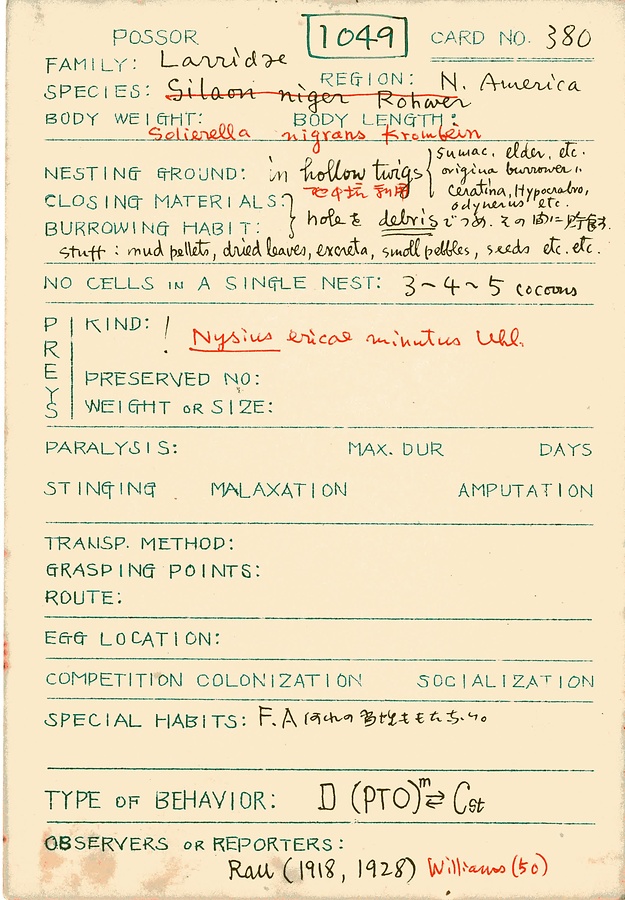 POSSOR 1049 CARD NO. 380
FAMILY: Larridae
REGION: N. America
SPECIES: Silaon niger Rohwer
BODY WEIGHT: BODY LENGTH:
Solierella nigrans Krombein
NESTING GROUND: in hollow twigs } sumac, elder, etc.
origina burrower,
CLOSING MATERIALS: Ceratina, Hypocrabro,
odynerus etc.
BURROWING HABIT: hole を debris でつめ. その間に
stuff : mud pellets, dried leaves, excreta, small pebbles, seeds etc. etc.
NO CELLS IN A SINGLE NEST: 3~4~5 cocoons
PREYS
KIND: ! Nysius ericae minutus Uhl.
PRESERVED NO:
WEIGHT OR SIZE:
PARALYSIS: MAX. DUR DAYS
STINGING MALAXATION AMPUTATION
TRANSP. METHOD:
GRASPING POINTS:
ROUTE:
EGG LOCATION:
COMPETITION COLONIZATION SOCIALIZATION
SPECIAL HABITS: F.A
TYPE OF BEHAVIOR: D (PTO)m⇄ Cst
OBSERVERS OR REPORTERS:
Rau (1918, 1928) Williams (50)